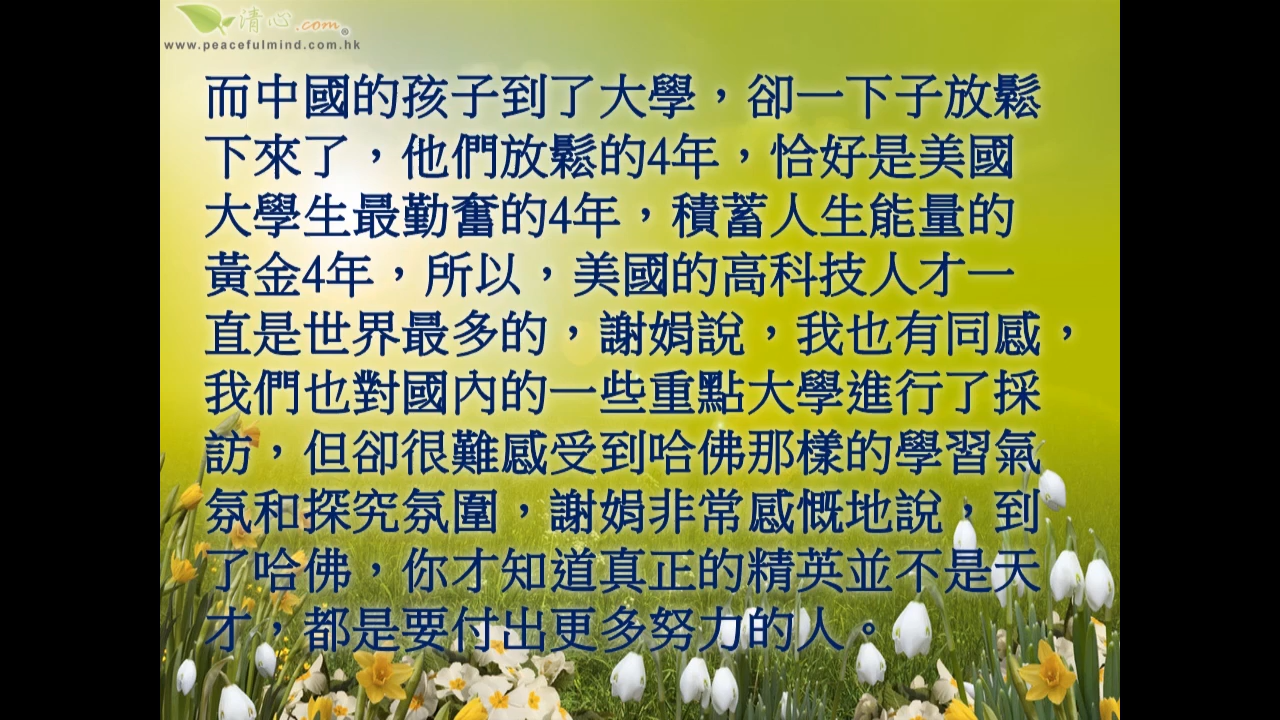 清心.com®
www.peacefulmind.com.hk
而中國的孩子到了大學，卻一下子放鬆
下來了，他們放鬆的4年，恰好是美國
大學生最勤奮的4年，積蓄人生能量的
黃金4年，所以，美國的高科技人才一
直是世界最多的，謝娟說，我也有同感，
我們也對國內的一些重點大學進行了採
訪，但卻很難感受到哈佛那樣的學習氣
氛和探究氛圍，謝娟非常感慨地說，到
了哈佛，你才知道真正的精英並不是天
才，都是要付出更多努力的人。